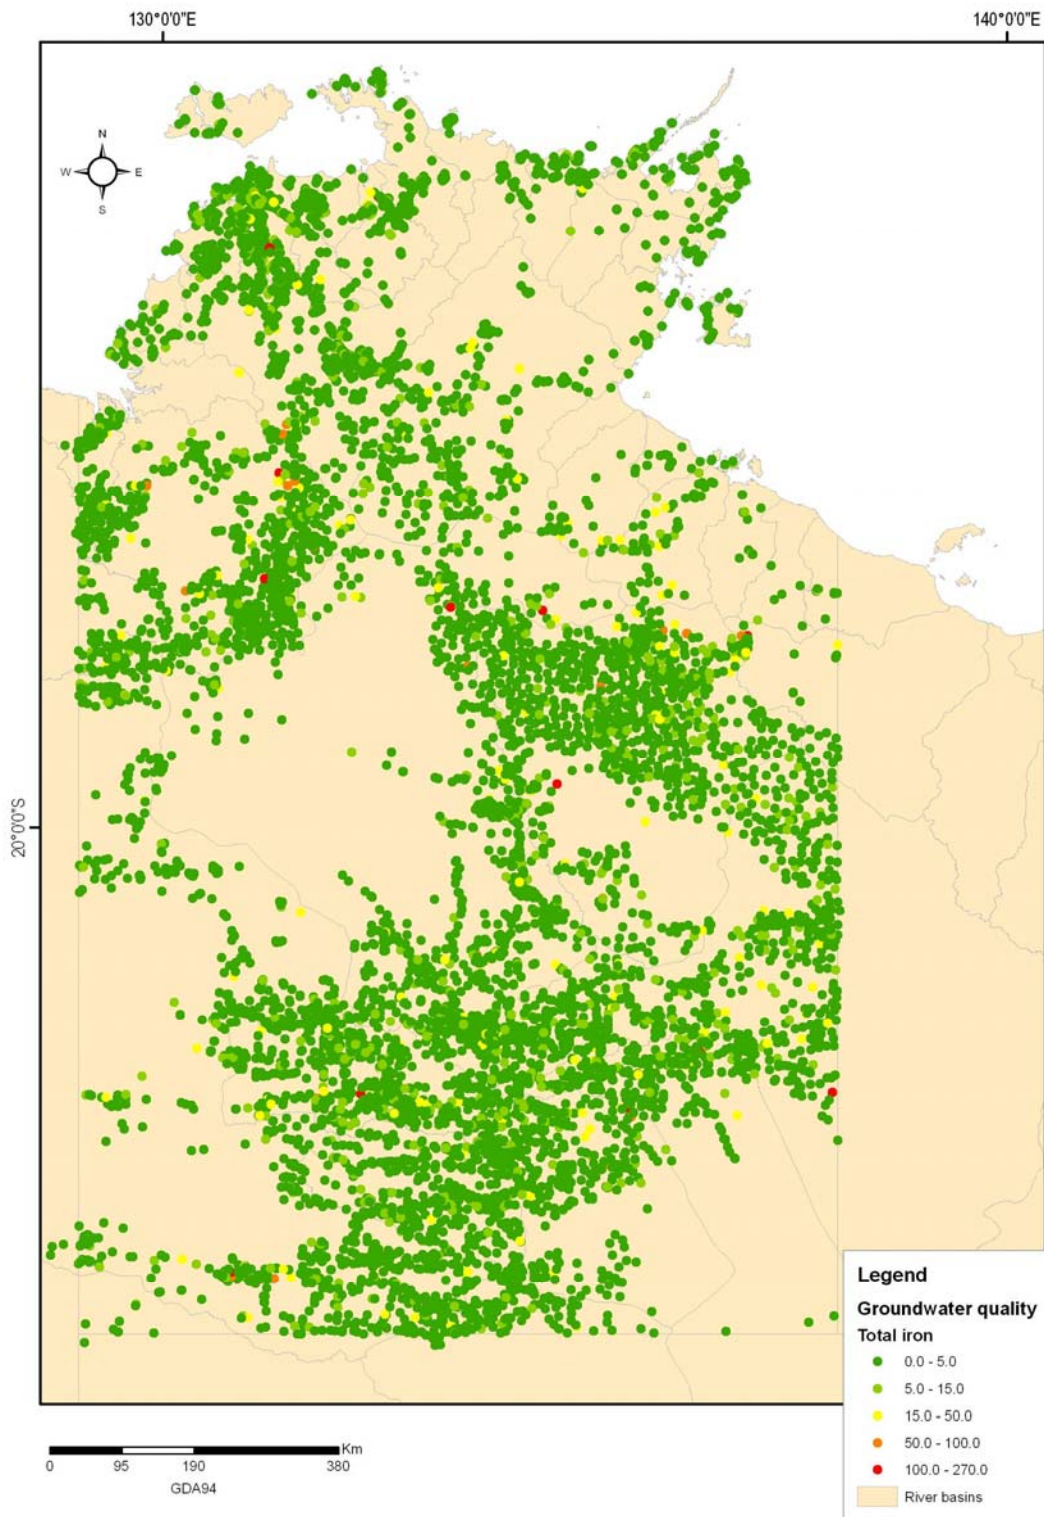 130°0'0"E
140°0'0"E
N
W
E
S
20°0'0"S
Legend
Groundwater quality
Total iron
0.0 - 5.0
5.0 - 15.0
15.0 - 50.0
50.0 - 100.0
100.0 - 270.0
River basins
Km
0
95
190
380
GDA94